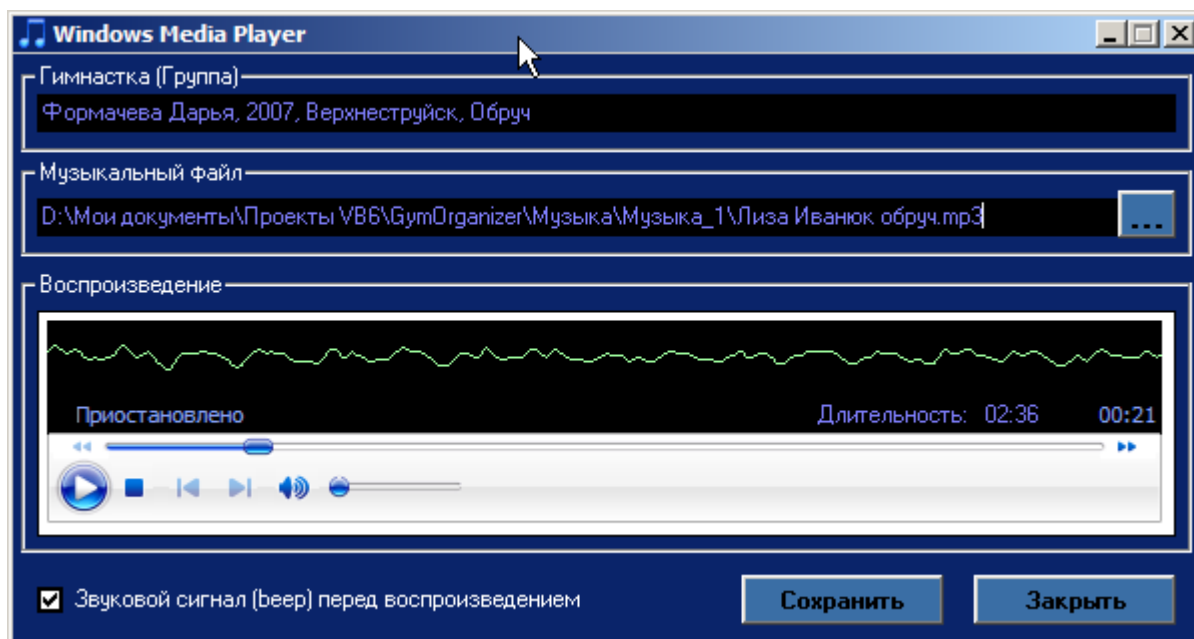 Windows Media Player
Гимнастка (Группа)
Формачева Дарья, 2007, Верхнеструйск, Обруч
Музыкальный файл
D:\Мои документы\Проекты VB6\GymOrganizer\Музыка\Музыка_1\Лиза Иванюк обруч.mp3
...
Воспроизведение
Приостановлено Длительность: 02:36 00:21
Звуковой сигнал (beep) перед воспроизведением Сохранить Закрыть